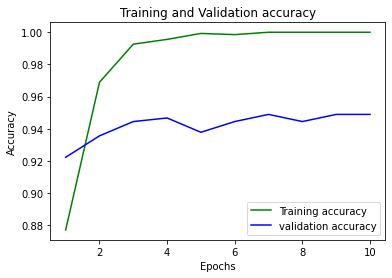 Training and Validation accuracy
Accuracy
1.00
0.98
0.96
0.94
0.92
0.90
0.88
Training accuracy
validation accuracy
2 4 6 8 10
Epochs